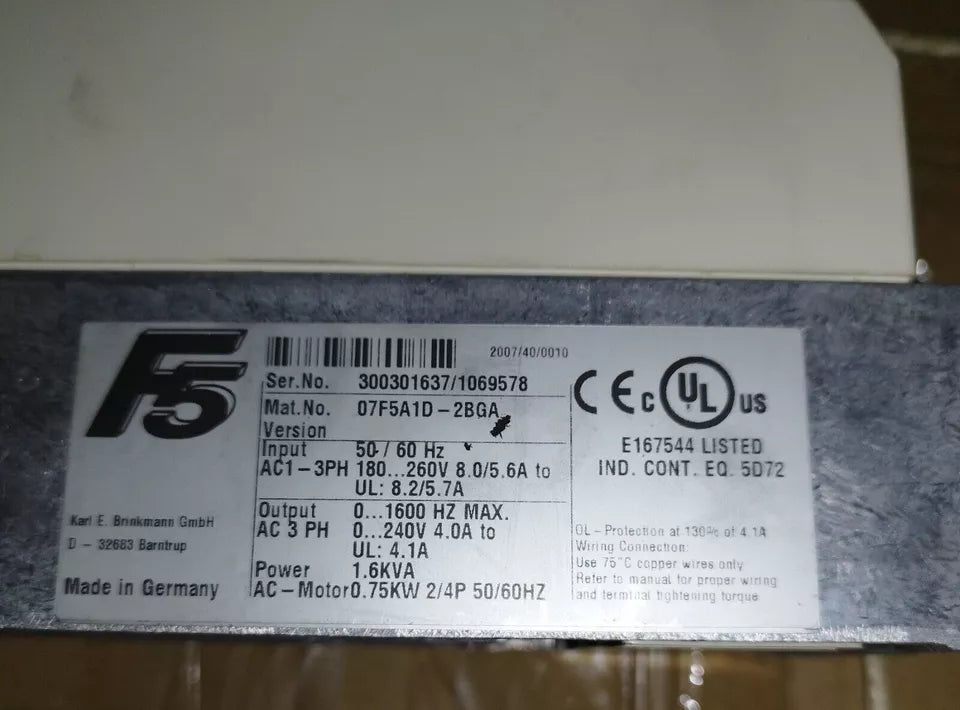 F5
2007/40/0010
Ser.No. 300301637/1069578
Mat.No. 07F5A1D-2BGA
Version
Input 50 / 60 Hz
AC1-3PH 180...260V 8.0/5.6A to
UL: 8.2/5.7A
Output 0...1600 HZ MAX.
AC 3 PH 0...240V 4.0A to
UL: 4.1A
Power 1.6KVA
AC-Motor 0.75KW 2/4P 50/60HZ
Karl E. Brinkmann GmbH
D - 32683 Barntrup
Made in Germany
CE c UL US
E167544 LISTED
IND. CONT. EQ. 5D72
OL-Protection at 130% of 4.1A
Wiring Connection:
Use 75°C copper wires only
Refer to manual for proper wiring
and terminal tightening torque